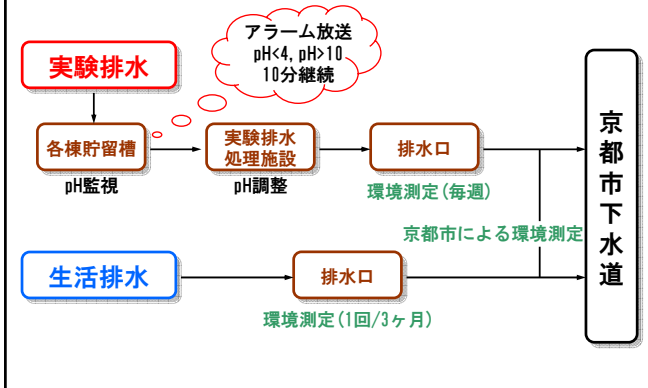 アラーム放送
pH<4, pH>10
10分継続
実験排水
各棟貯留槽
pH監視
実験排水
処理施設
pH調整
排水口
環境測定(毎週)
京都市による環境測定
生活排水
排水口
環境測定(1回/3ヶ月)
京都市下水道